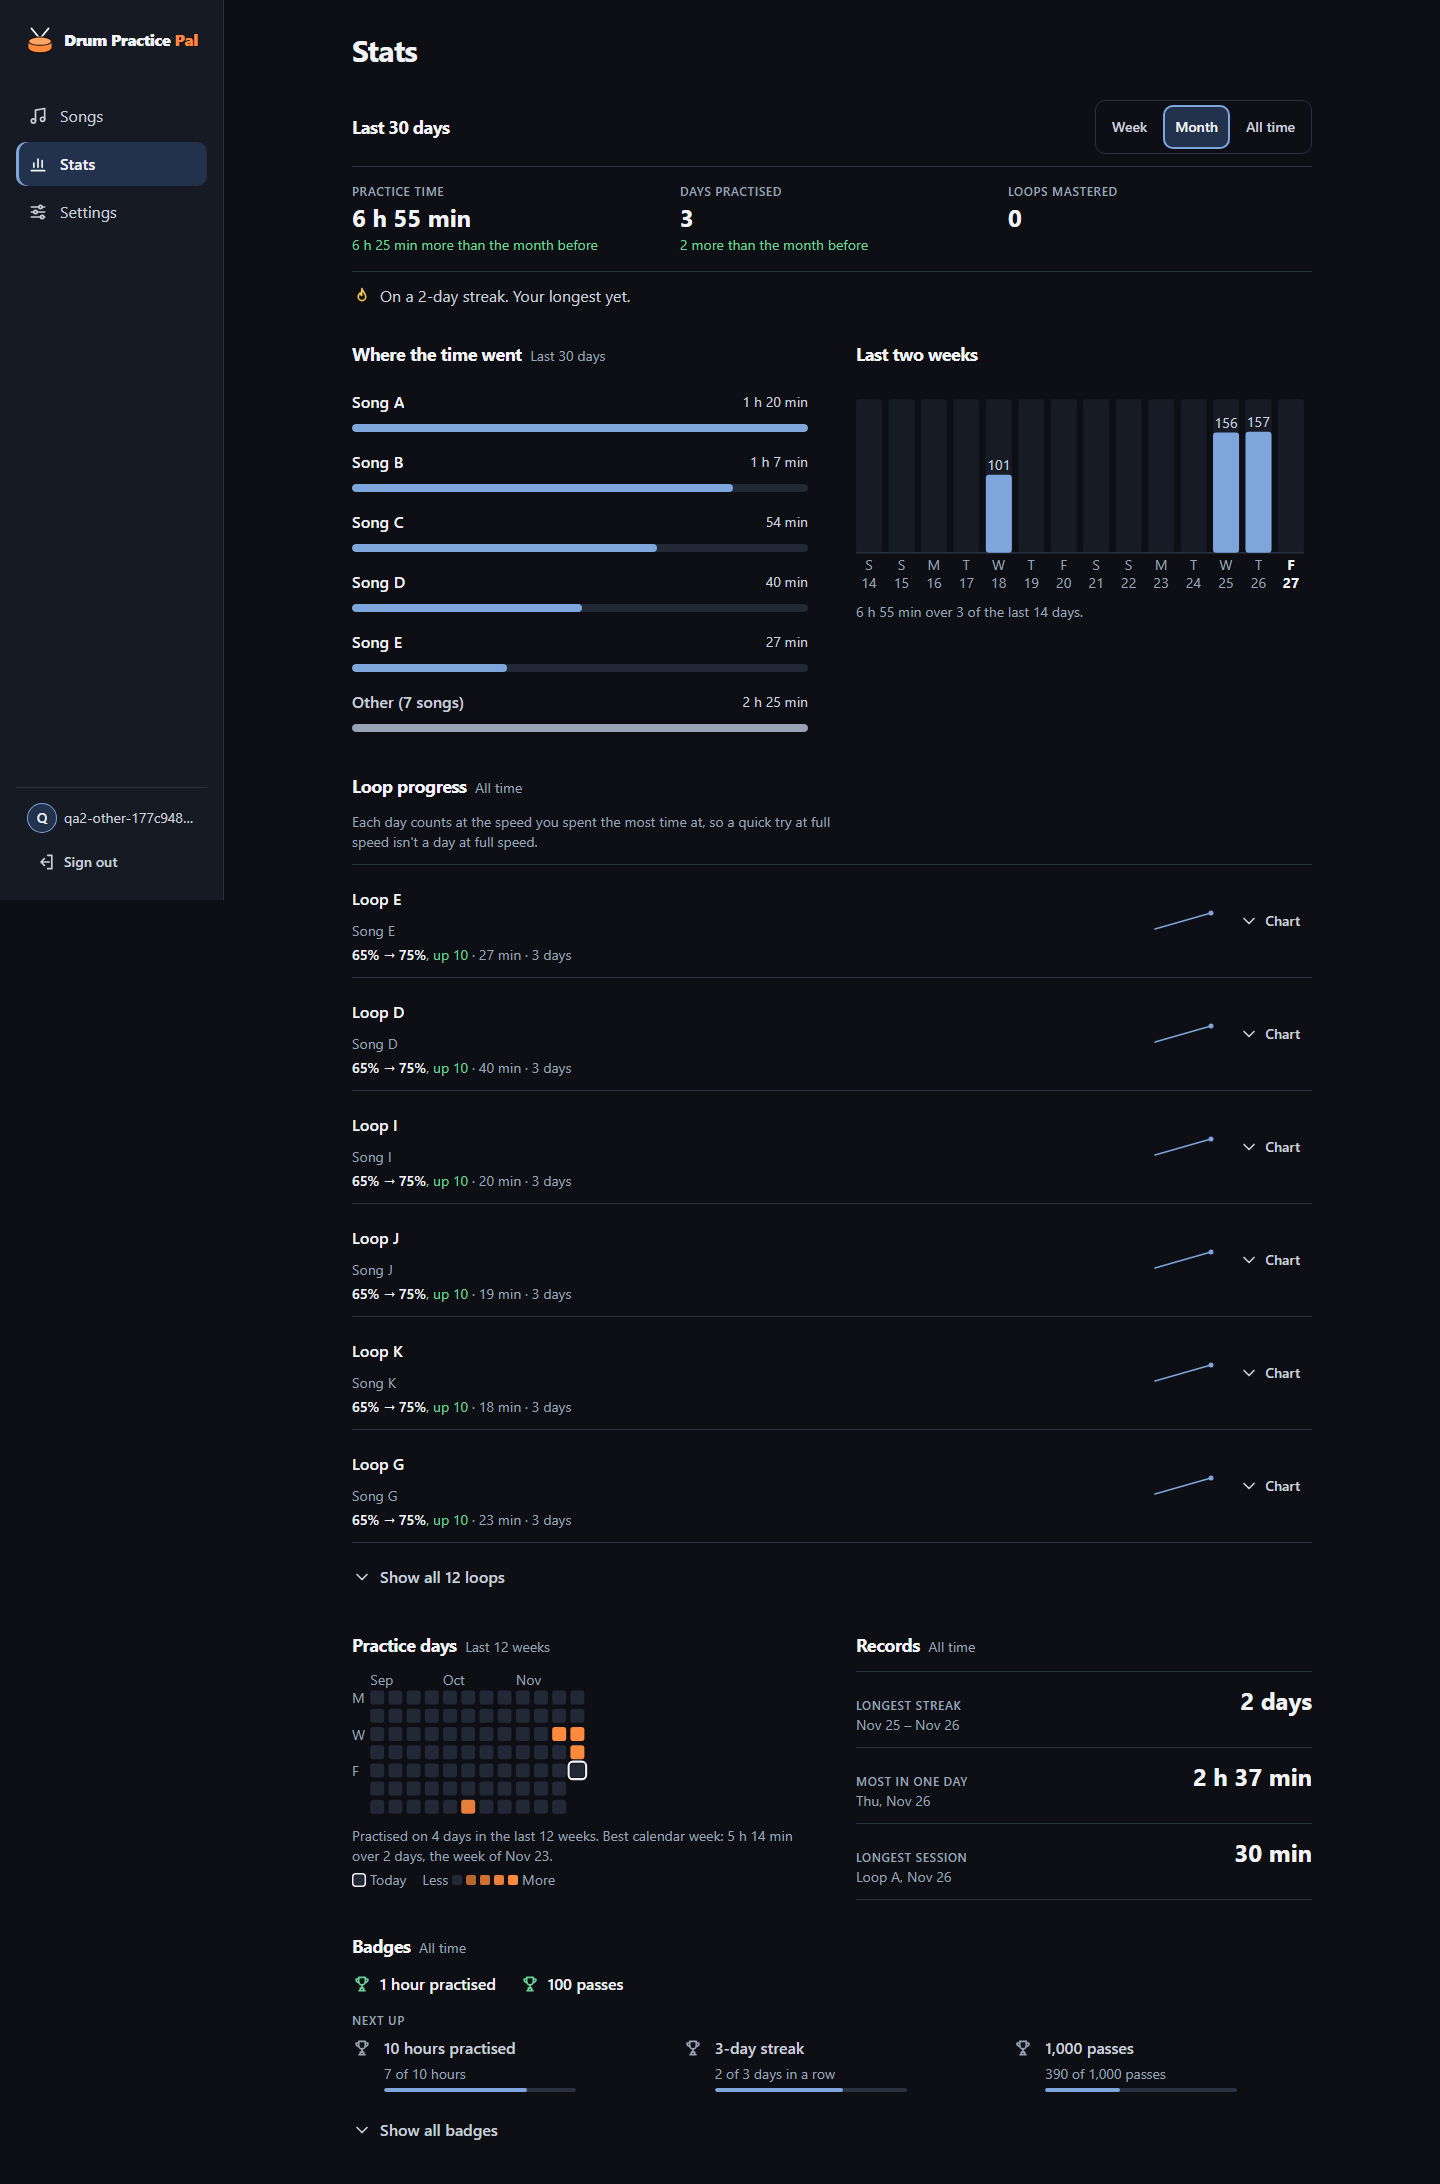 Drum Practice Pal
Songs
Stats
Settings
Q
qa2-other-177c948...
Sign out
Stats
Last 30 days
Week
Month
All time
PRACTICE TIME
6 h 55 min
6 h 25 min more than the month before
DAYS PRACTISED
3
2 more than the month before
LOOPS MASTERED
0
On a 2-day streak. Your longest yet.
Where the time went Last 30 days
Song A 1 h 20 min
Song B 1 h 7 min
Song C 54 min
Song D 40 min
Song E 27 min
Other (7 songs) 2 h 25 min
Last two weeks
101 156 157
S S M T W T F S S M T W T F
14 15 16 17 18 19 20 21 22 23 24 25 26 27
6 h 55 min over 3 of the last 14 days.
Loop progress All time
Each day counts at the speed you spent the most time at, so a quick try at full
speed isn't a day at full speed.
Loop E
Song E
65% → 75%, up 10 · 27 min · 3 days
Chart
Loop D
Song D
65% → 75%, up 10 · 40 min · 3 days
Chart
Loop I
Song I
65% → 75%, up 10 · 20 min · 3 days
Chart
Loop J
Song J
65% → 75%, up 10 · 19 min · 3 days
Chart
Loop K
Song K
65% → 75%, up 10 · 18 min · 3 days
Chart
Loop G
Song G
65% → 75%, up 10 · 23 min · 3 days
Chart
Show all 12 loops
Practice days Last 12 weeks
Sep Oct Nov
M
W
F
Practised on 4 days in the last 12 weeks. Best calendar week: 5 h 14 min
over 2 days, the week of Nov 23.
Today Less More
Records All time
LONGEST STREAK
Nov 25 – Nov 26
2 days
MOST IN ONE DAY
Thu, Nov 26
2 h 37 min
LONGEST SESSION
Loop A, Nov 26
30 min
Badges All time
1 hour practised
100 passes
NEXT UP
10 hours practised
7 of 10 hours
3-day streak
2 of 3 days in a row
1,000 passes
390 of 1,000 passes
Show all badges